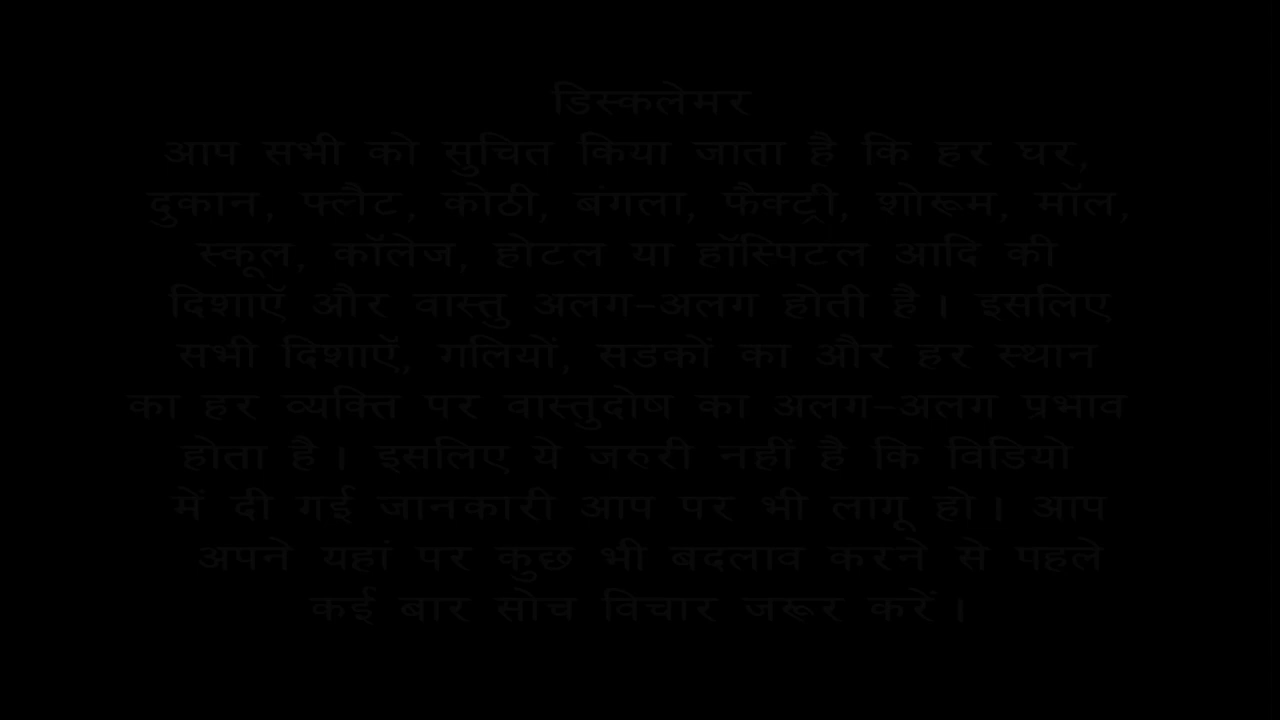 डिस्कलेमर
आप सभी को सुचित किया जाता है कि हर घर,
दुकान, फ्लैट, कोठी, बंगला, फैक्ट्री, शोरूम, मॉल,
स्कूल, कॉलेज, होटल या हॉस्पिटल आदि की
दिशाऍ और वास्तु अलग-अलग होती है। इसलिए
सभी दिशाऍ, गलियों, सडकों का और हर स्थान
का हर व्यक्ति पर वास्तुदोष का अलग-अलग प्रभाव
होता है। इसलिए ये जरुरी नहीं है कि विडियो
में दी गई जानकारी आप पर भी लागू हो। आप
अपने यहां पर कुछ भी बदलाव करने से पहले
कई बार सोच विचार जरूर करें।